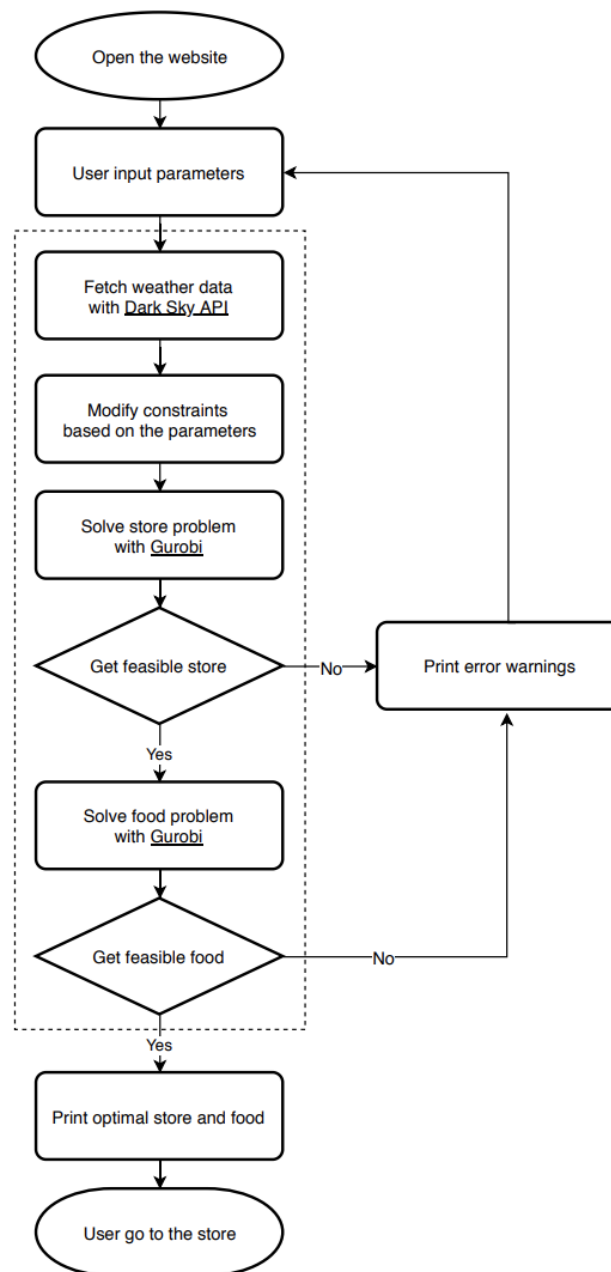 Open the website
User input parameters
Fetch weather data
with Dark Sky API
Modify constraints
based on the parameters
Solve store problem
with Gurobi
Get feasible store
No
Print error warnings
Yes
Solve food problem
with Gurobi
Get feasible food
No
Yes
Print optimal store and food
User go to the store